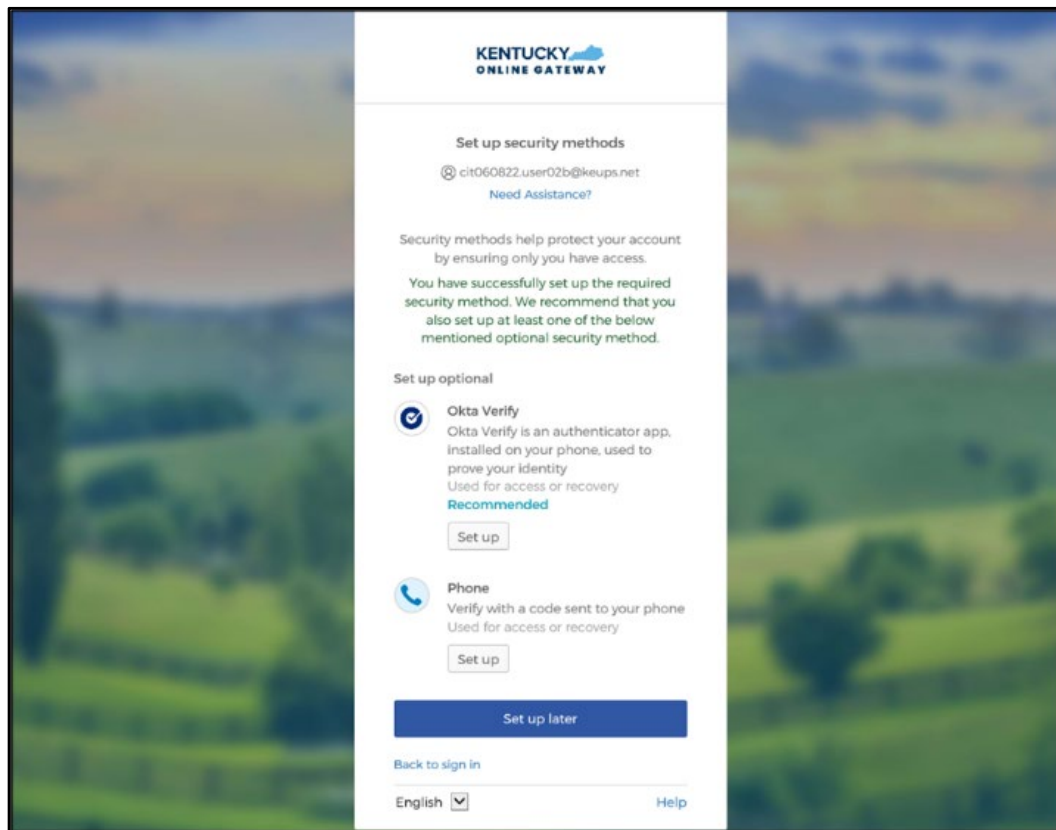 KENTUCKY
ONLINE GATEWAY
Set up security methods
cit060822.user02b@keups.net
Need Assistance?
Security methods help protect your account
by ensuring only you have access.
You have successfully set up the required
security method. We recommend that you
also set up at least one of the below
mentioned optional security method.
Set up optional
Okta Verify
Okta Verify is an authenticator app,
installed on your phone, used to
prove your identity
Used for access or recovery
Recommended
Set up
Phone
Verify with a code sent to your phone
Used for access or recovery
Set up
Set up later
Back to sign in
English
Help